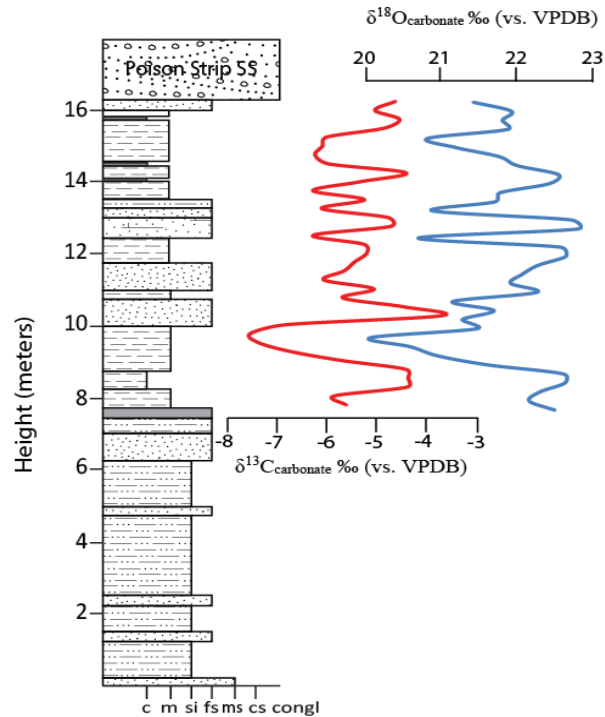 δ18Ocarbonate ‰ (vs. VPDB)
20 21 22 23
Poison Strip SS
16
14
12
10
8
6
4
2
Height (meters)
-8 -7 -6 -5 -4 -3
δ13Ccarbonate ‰ (vs. VPDB)
c m si fs ms cs congl